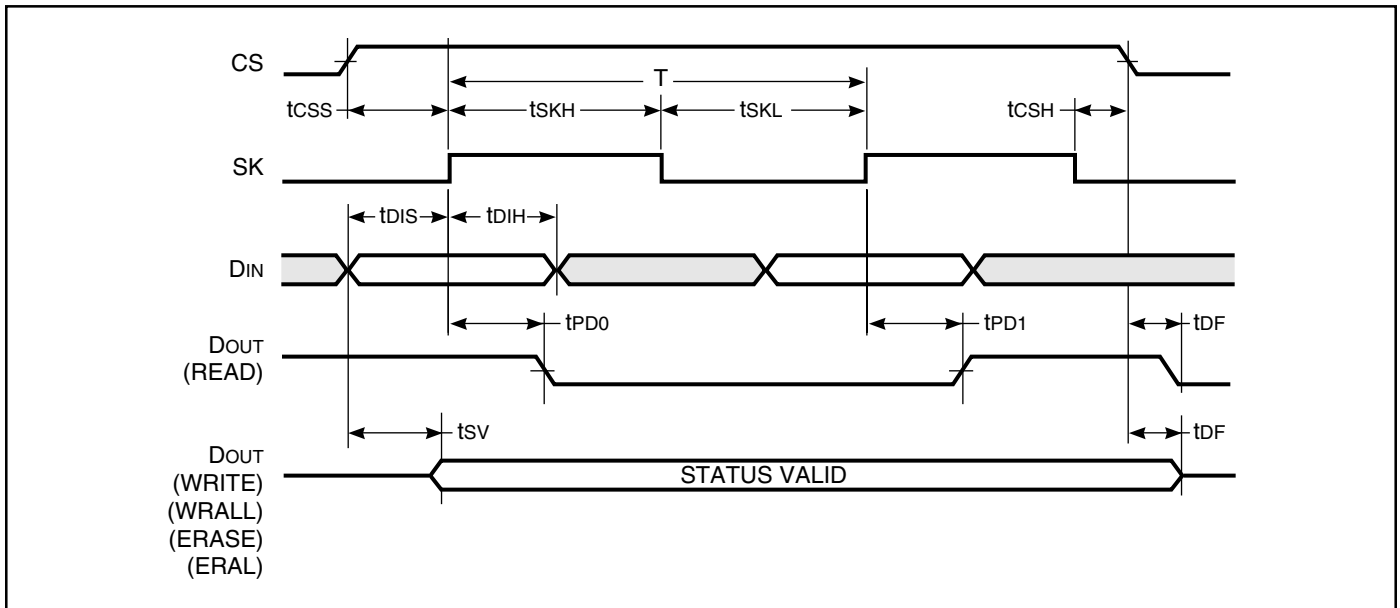 CS
T
tCSS
tSKH
tSKL
tCSH
SK
tDIS
tDIH
DIN
tPD0
tPD1
tDF
DOUT
(READ)
tSV
tDF
DOUT
(WRITE)
(WRALL)
(ERASE)
(ERAL)
STATUS VALID